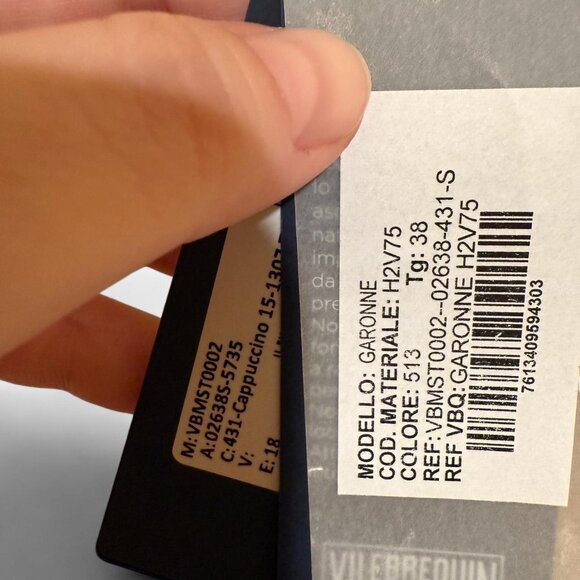 MODELLO: GARONNE
COD. MATERIALE: H2V75
COLORE: 513 Tg: 38
REF:VBMST0002--02638-431-S
REF VBQ:GARONNE H2V75
7613409594303
M:VBMST0002
A:02638S-5735
C:431-Cappuccino 15-1307
V:
E:18
VILEBREQUIN